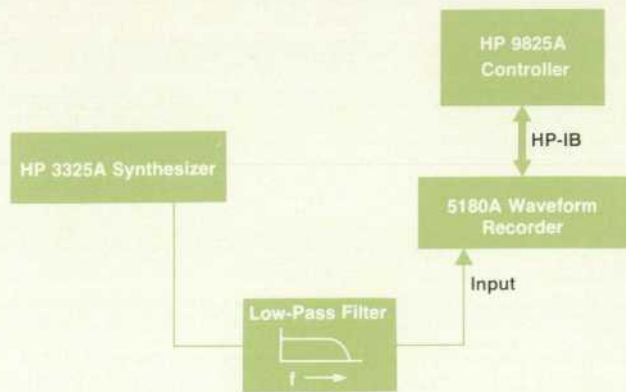 HP 9825A
Controller
HP-IB
HP 3325A Synthesizer
5180A Waveform
Recorder
Input
Low-Pass Filter
f